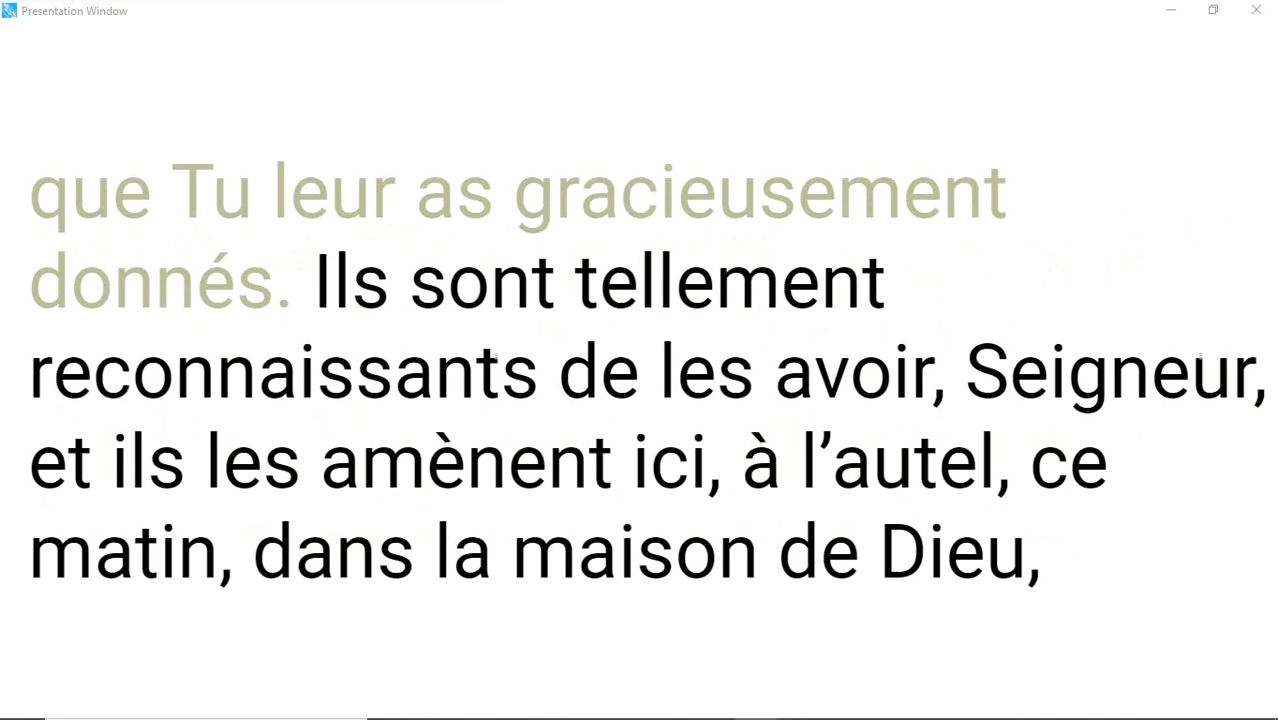 Presentation Window
que Tu leur as gracieusement
donnés. Ils sont tellement
reconnaissants de les avoir, Seigneur,
et ils les amènent ici, à l’autel, ce
matin, dans la maison de Dieu,